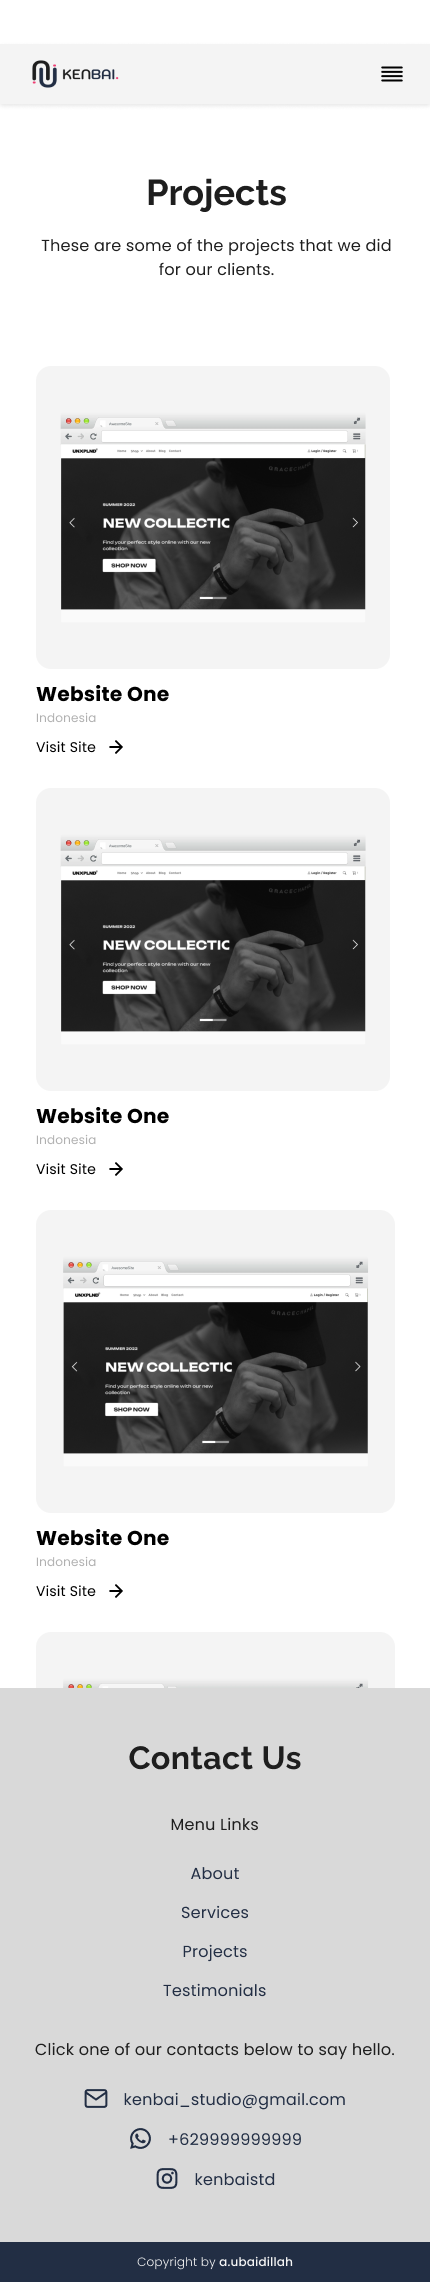 KENBAI.
Projects
These are some of the projects that we did
for our clients.
AwesomeSite
UNXPLND
Home Shop About Blog Contact
Login / Register
GRACECHURCH
SUMMER 2022
NEW COLLECTIC
Find your perfect style online with our new
collection
SHOP NOW
Website One
Indonesia
Visit Site
AwesomeSite
UNXPLND
Home Shop About Blog Contact
Login / Register
SUMMER 2022
NEW COLLECTIC
Find your perfect style online with our new
collection
SHOP NOW
Website One
Indonesia
Visit Site
AwesomeSite
UNXPLND
Home Shop About Blog Contact
Login / Register
SUMMER 2022
NEW COLLECTIC
Find your perfect style online with our new
collection
SHOP NOW
Website One
Indonesia
Visit Site
Contact Us
Menu Links
About
Services
Projects
Testimonials
Click one of our contacts below to say hello.
kenbai_studio@gmail.com
+629999999999
kenbaistd
Copyright by a.ubaidillah